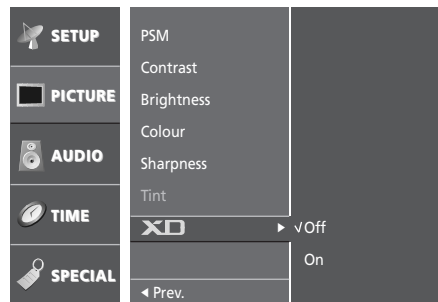 SETUP
PICTURE
AUDIO
TIME
SPECIAL
PSM
Contrast
Brightness
Colour
Sharpness
Tint
XD ▶
◀ Prev.
√ Off
On